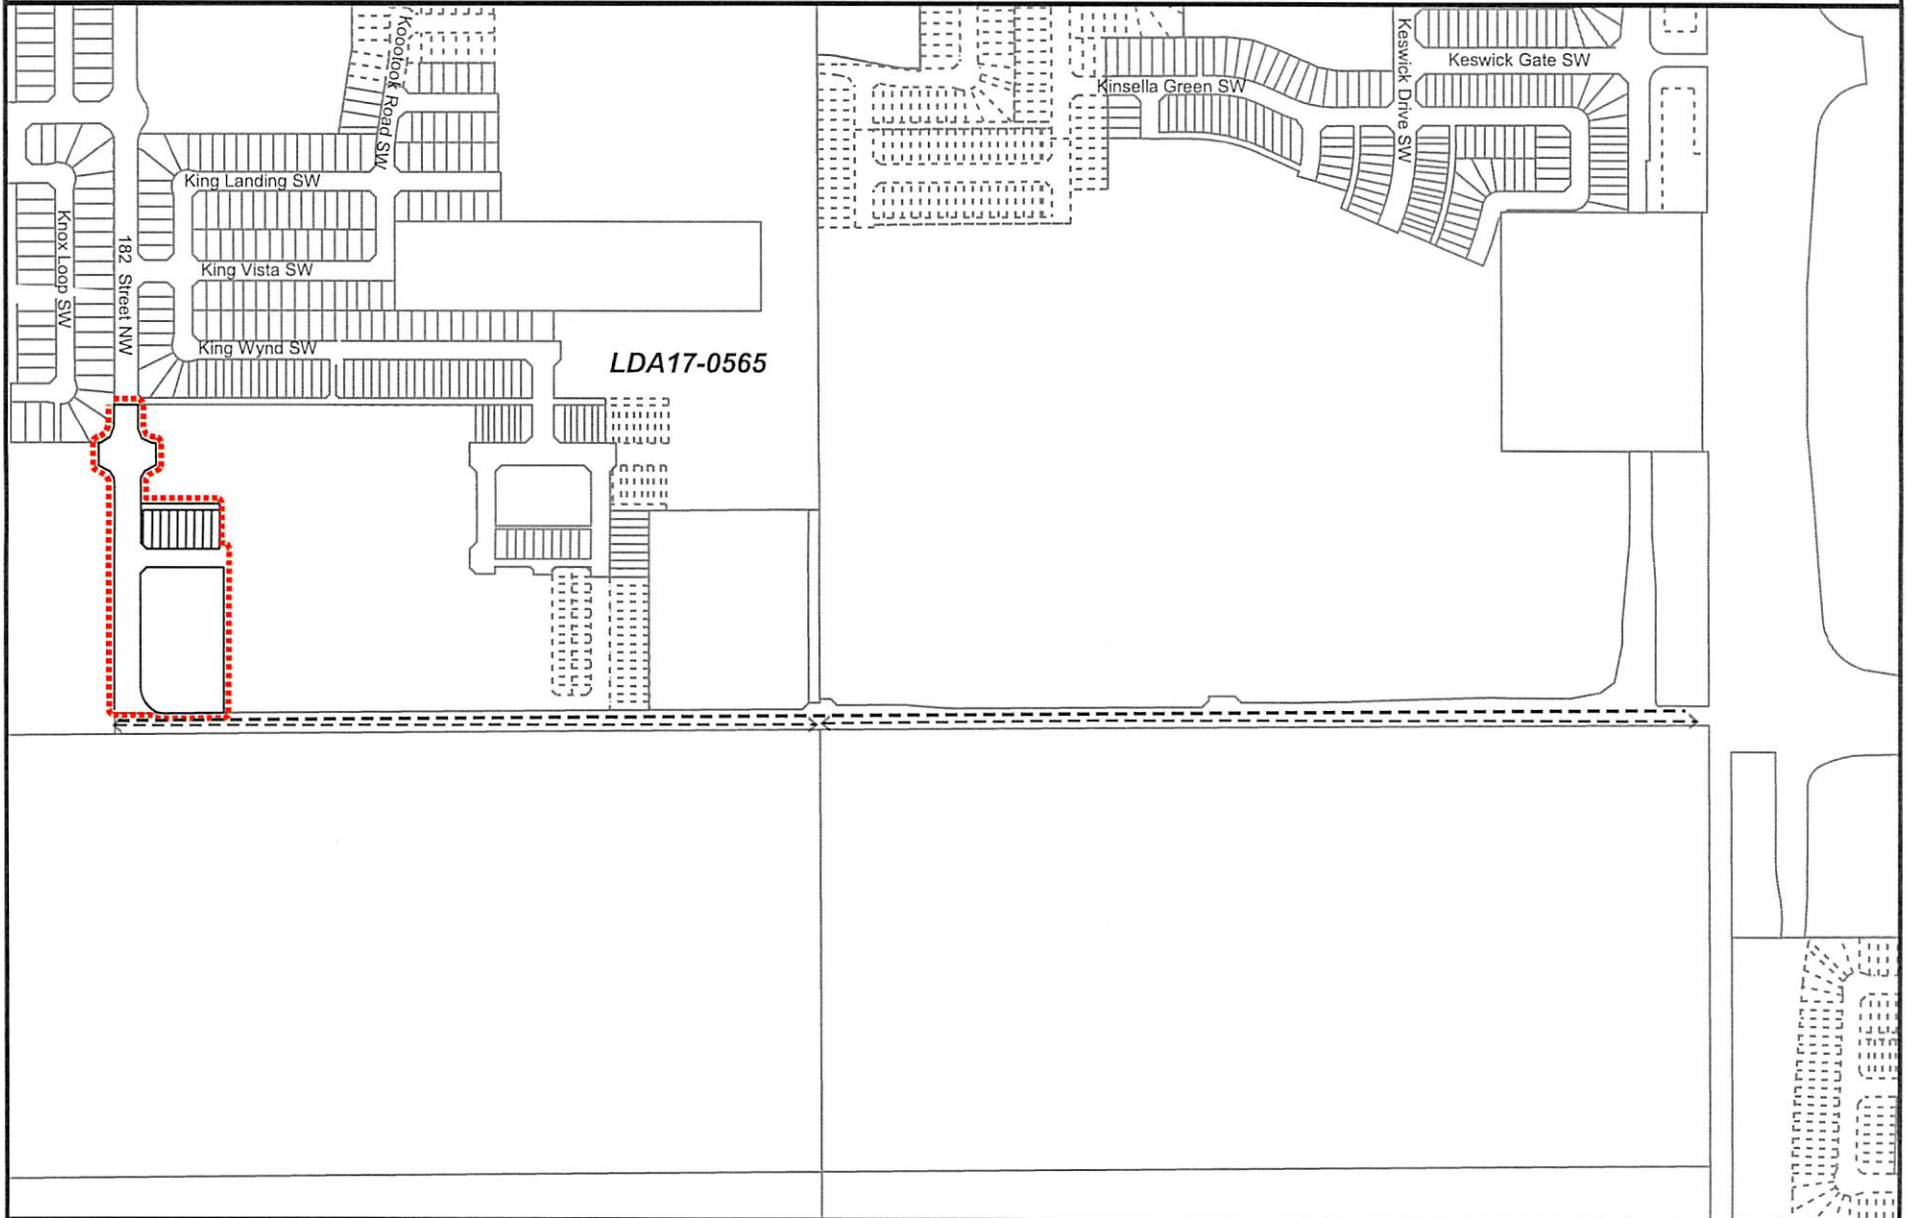 Kootook Road SW
Keswick Drive SW
Keswick Gate SW
Kinsella Green SW
King Landing SW
Knox Loop SW
182 Street NW
King Vista SW
King Wynd SW
LDA17-0565